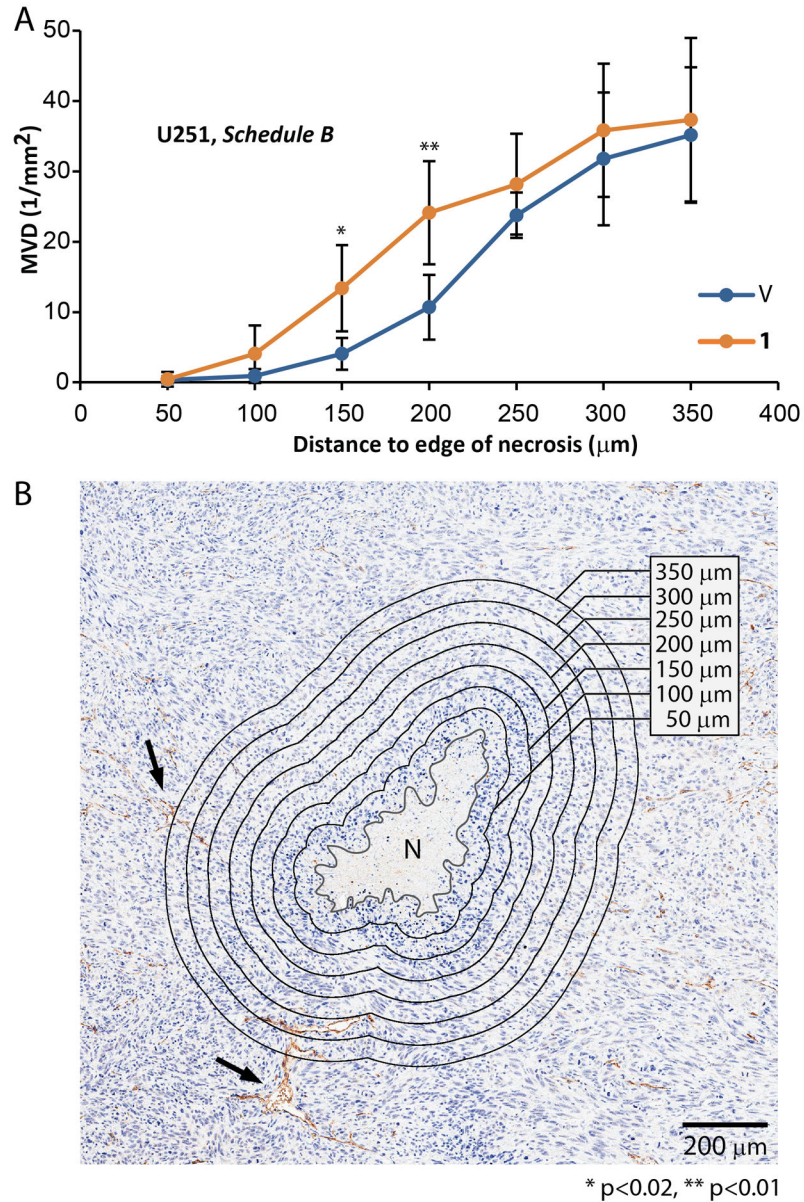 A
50
40
30
20
10
0
MVD (1/mm²)
U251, Schedule B
*
**
V
1
0 50 100 150 200 250 300 350 400
Distance to edge of necrosis (μm)
B
350 μm
300 μm
250 μm
200 μm
150 μm
100 μm
50 μm
N
200 μm
* p<0.02, ** p<0.01